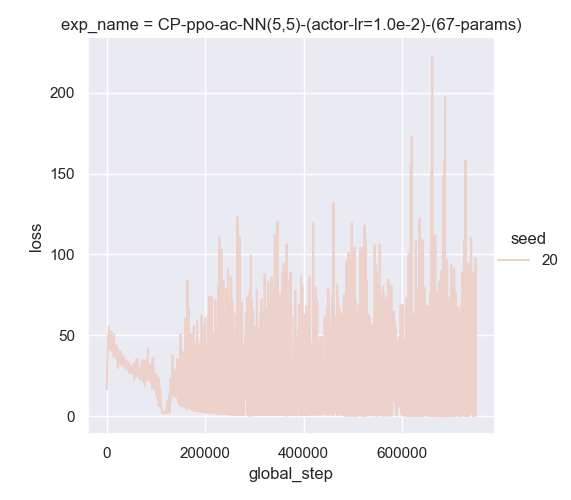 exp_name = CP-ppo-ac-NN(5,5)-(actor-lr=1.0e-2)-(67-params)
200
150
100
50
0
loss
seed
20
0
200000
400000
600000
global_step